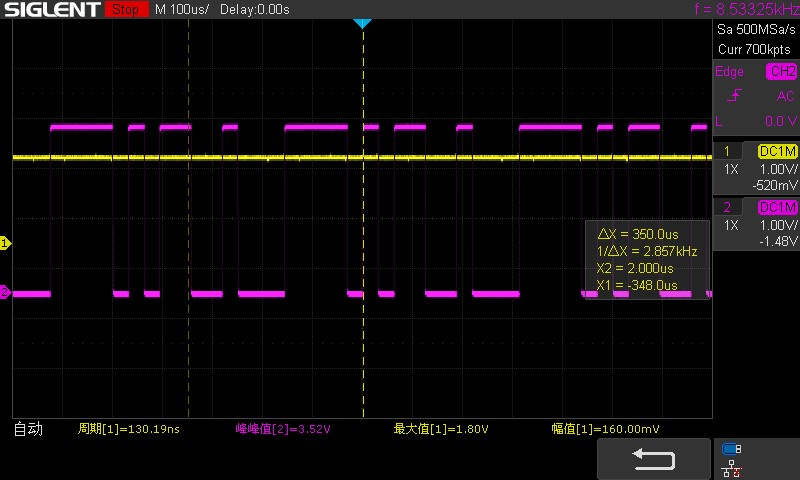 SIGLENT Stop M 100us/ Delay:0.00s f = 8.53325kHz
Sa 500MSa/s
Curr 700kpts
Edge CH2
AC
L 0.0 V
1 DC1M
1X 1.00V/
-520mV
2 DC1M
1X 1.00V/
-1.48V
1
2
△X = 350.0us
1/△X = 2.857kHz
X2 = 2.000us
X1 = -348.0us
自动 周期[1]=130.19ns 峰峰值[2]=3.52V 最大值[1]=1.80V 幅值[1]=160.00mV